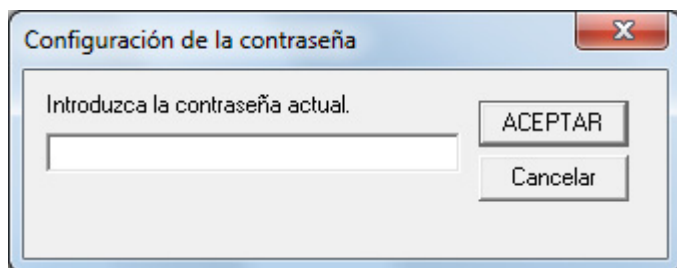 Configuración de la contraseña
Introduzca la contraseña actual.
ACEPTAR
Cancelar